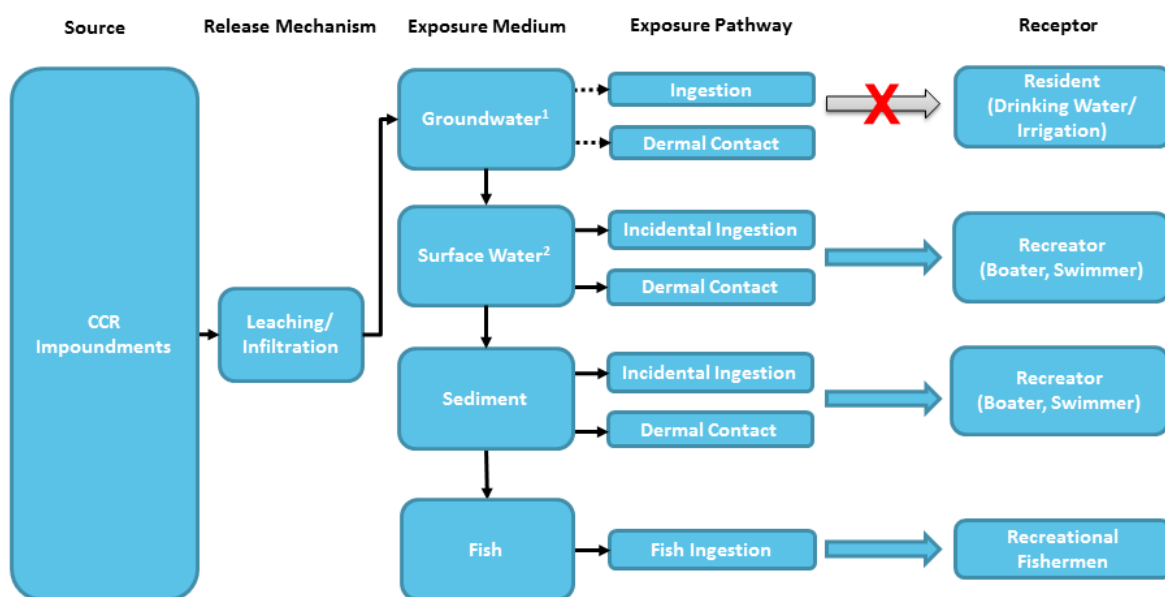 Source
Release Mechanism
Exposure Medium
Exposure Pathway
Receptor
CCR
Impoundments
Leaching/
Infiltration
Groundwater¹
Ingestion
Dermal Contact
X
Resident
(Drinking Water/
Irrigation)
Surface Water²
Incidental Ingestion
Dermal Contact
Recreator
(Boater, Swimmer)
Sediment
Incidental Ingestion
Dermal Contact
Recreator
(Boater, Swimmer)
Fish
Fish Ingestion
Recreational
Fishermen